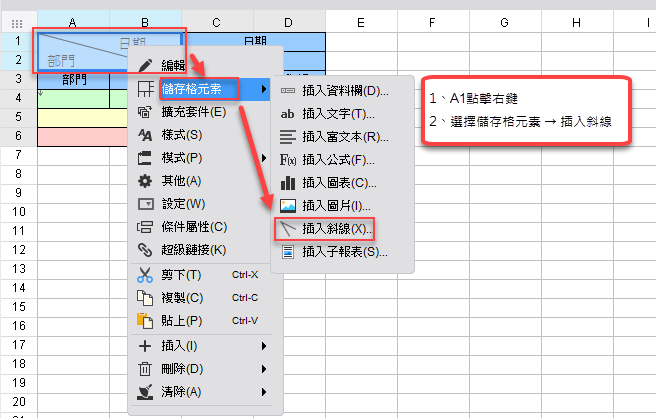 A B C D E F G H I
1 日期 日期
2 部門
3 部門
4
5
6
7
8
9
10
11
12
13
14
15
16
17
18
19
20
編輯
儲存格元素
擴充套件(E)
樣式(S)
模式(P)
其他(A)
設定(W)
條件屬性(C)
超級鏈接(K)
剪下(T) Ctrl-X
複製(C) Ctrl-C
貼上(P) Ctrl-V
插入(I)
刪除(D)
清除(A)
插入資料欄(D)...
ab 插入文字(T)...
插入富文本(R)...
F(x) 插入公式(F)...
插入圖表(C)...
插入圖片(I)...
插入斜線(X)...
插入子報表(S)...
1、A1點擊右鍵
2、選擇儲存格元素 → 插入斜線